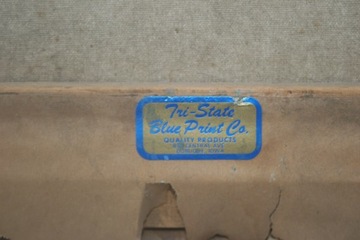 Tri-State
Blue Print Co.
QUALITY PRODUCTS